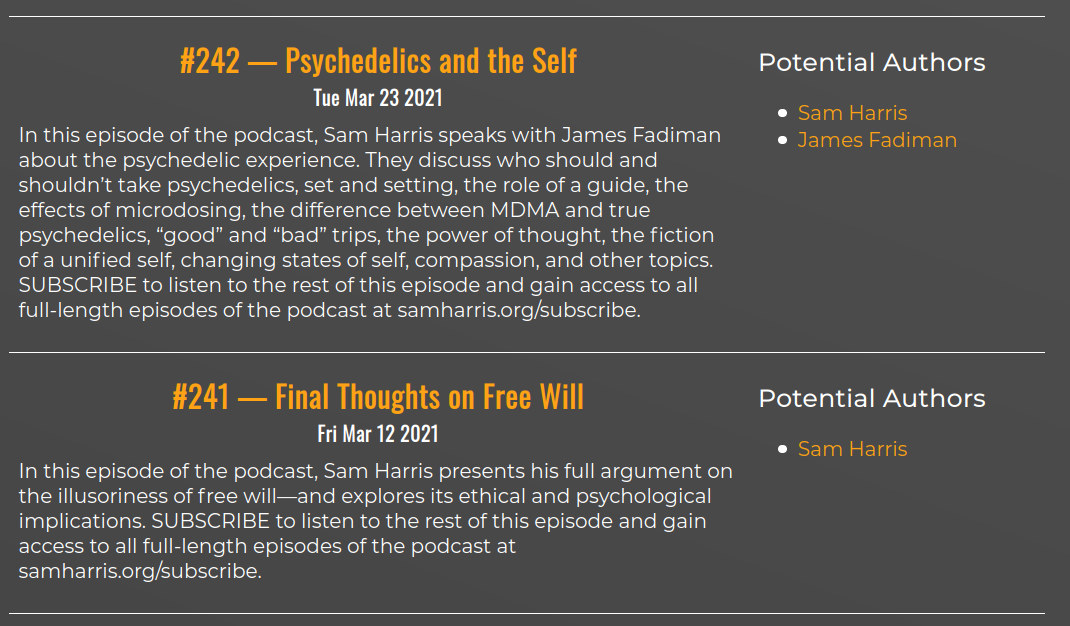 #242 — Psychedelics and the Self
Tue Mar 23 2021
In this episode of the podcast, Sam Harris speaks with James Fadiman
about the psychedelic experience. They discuss who should and
shouldn’t take psychedelics, set and setting, the role of a guide, the
effects of microdosing, the difference between MDMA and true
psychedelics, “good” and “bad” trips, the power of thought, the fiction
of a unified self, changing states of self, compassion, and other topics.
SUBSCRIBE to listen to the rest of this episode and gain access to all
full-length episodes of the podcast at samharris.org/subscribe.
Potential Authors
Sam Harris
James Fadiman
#241 — Final Thoughts on Free Will
Fri Mar 12 2021
In this episode of the podcast, Sam Harris presents his full argument on
the illusoriness of free will—and explores its ethical and psychological
implications. SUBSCRIBE to listen to the rest of this episode and gain
access to all full-length episodes of the podcast at
samharris.org/subscribe.
Potential Authors
Sam Harris